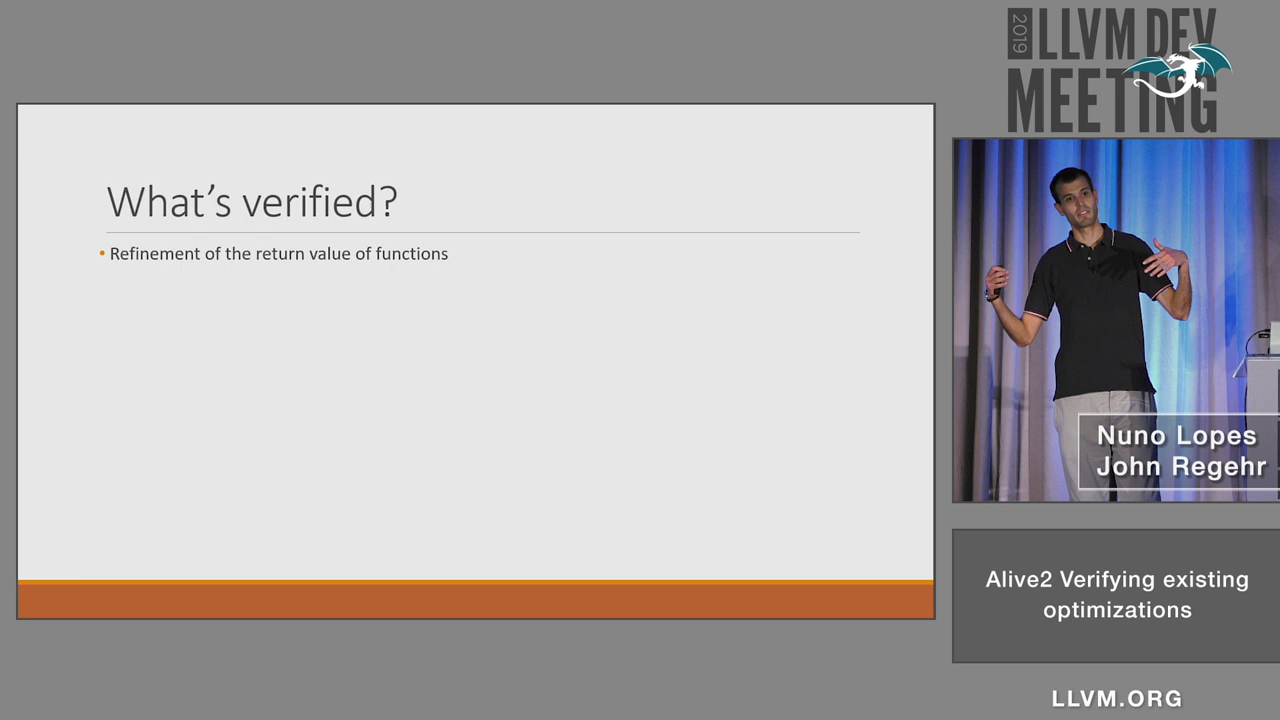 2019
LLVM DEV
MEETING
What’s verified?
• Refinement of the return value of functions
Nuno Lopes
John Regehr
Alive2 Verifying existing
optimizations
LLVM.ORG